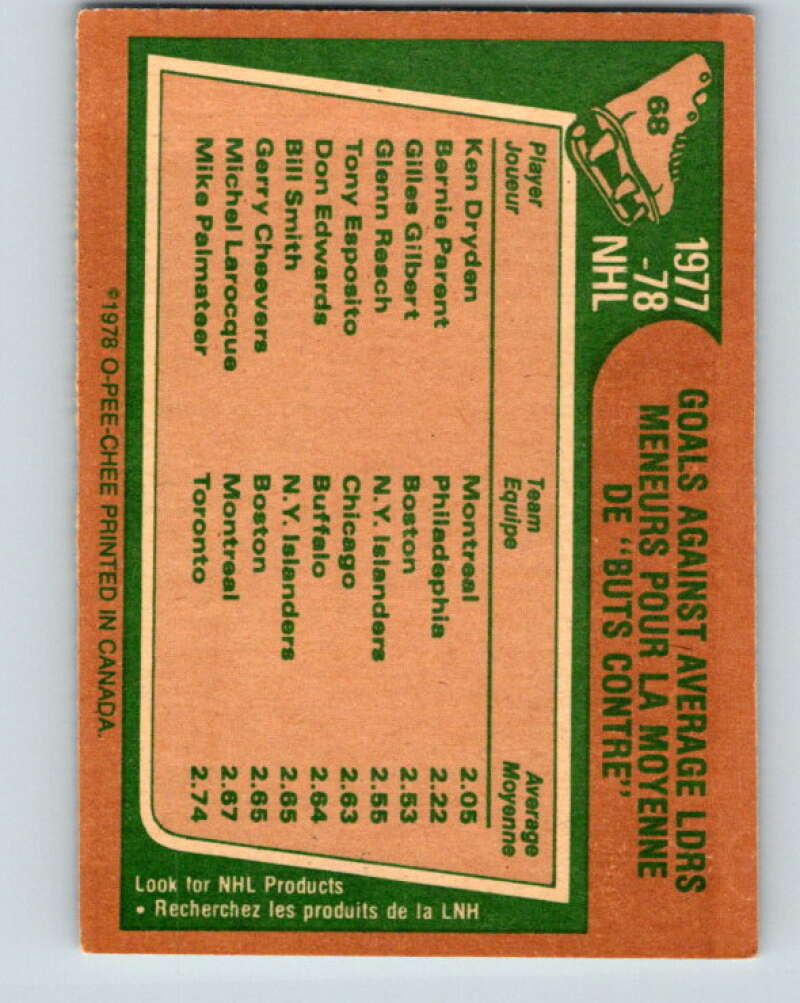 68
1977
-78
NHL
GOALS AGAINST AVERAGE LDRS
MENEURS POUR LA MOYENNE
DE "BUTS CONTRE"
Player Team Average
Joueur Equipe Moyenne
Ken Dryden Montreal 2.05
Bernie Parent Philadephia 2.22
Gilles Gilbert Boston 2.53
Glenn Resch N.Y. Islanders 2.55
Tony Esposito Chicago 2.63
Don Edwards Buffalo 2.64
Bill Smith N.Y. Islanders 2.65
Gerry Cheevers Boston 2.65
Michel Larocque Montreal 2.67
Mike Palmateer Toronto 2.74
Look for NHL Products
• Recherchez les produits de la LNH
©1978 O-PEE-CHEE PRINTED IN CANADA.